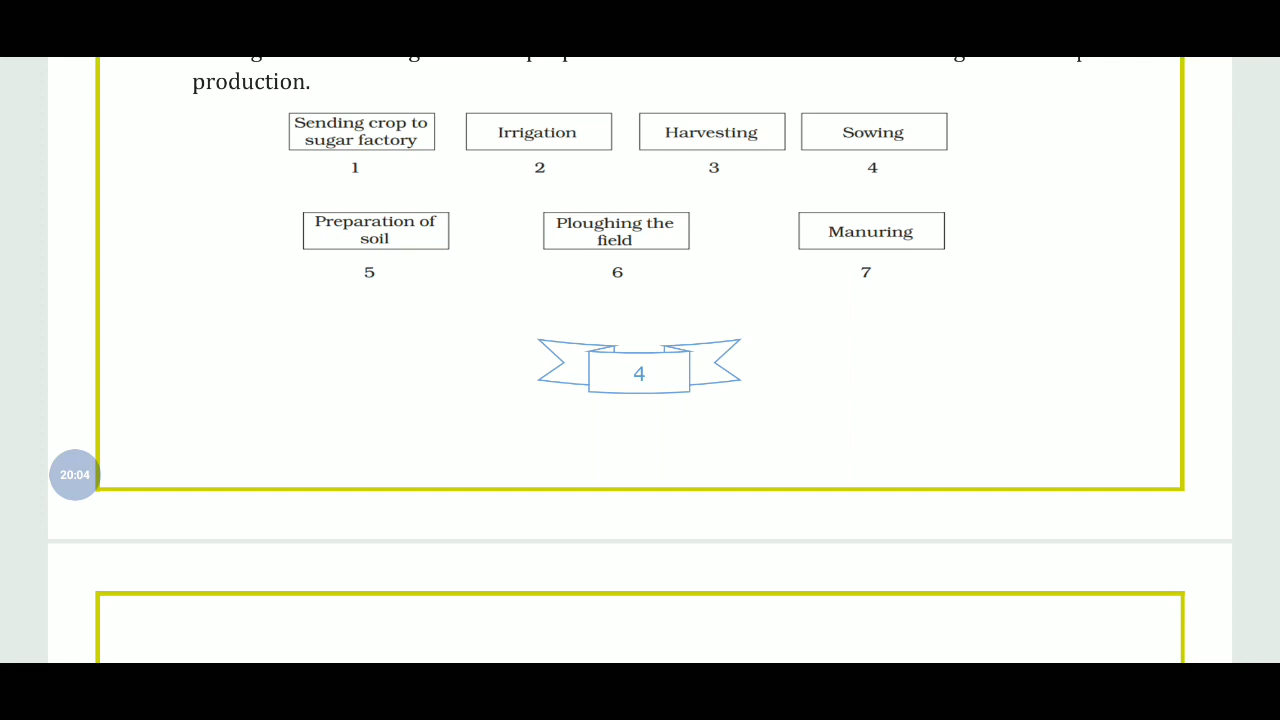 production.
Sending crop to
sugar factory
Irrigation
Harvesting
Sowing
1
2
3
4
Preparation of
soil
Ploughing the
field
Manuring
5
6
7
4
20:04